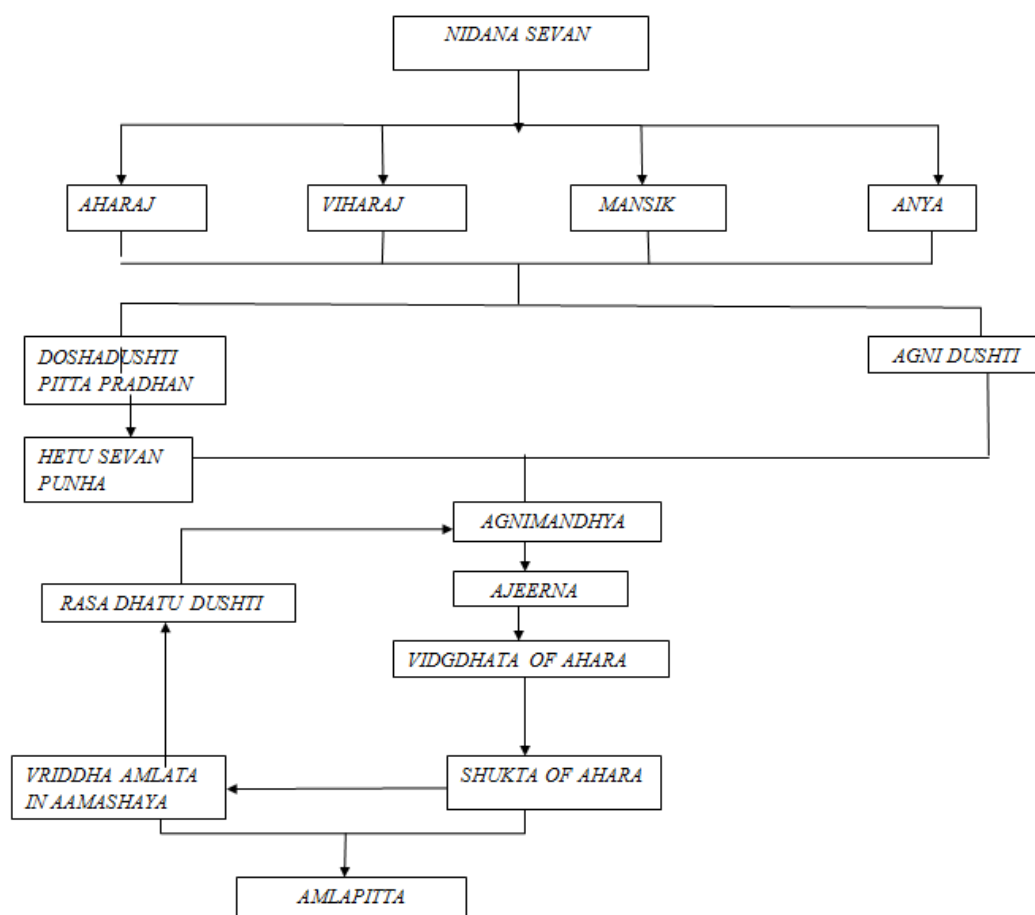 NIDANA SEVAN
AHARAJ
VIHARAJ
MANSIK
ANYA
DOSHADUSHTI
PITTA PRADHAN
AGNI DUSHTI
HETU SEVAN
PUNHA
AGNIMANDHYA
AJEERNA
RASA DHATU DUSHTI
VIDGDHATA OF AHARA
VRIDDHA AMLATA
IN AAMASHAYA
SHUKTA OF AHARA
AMLAPITTA